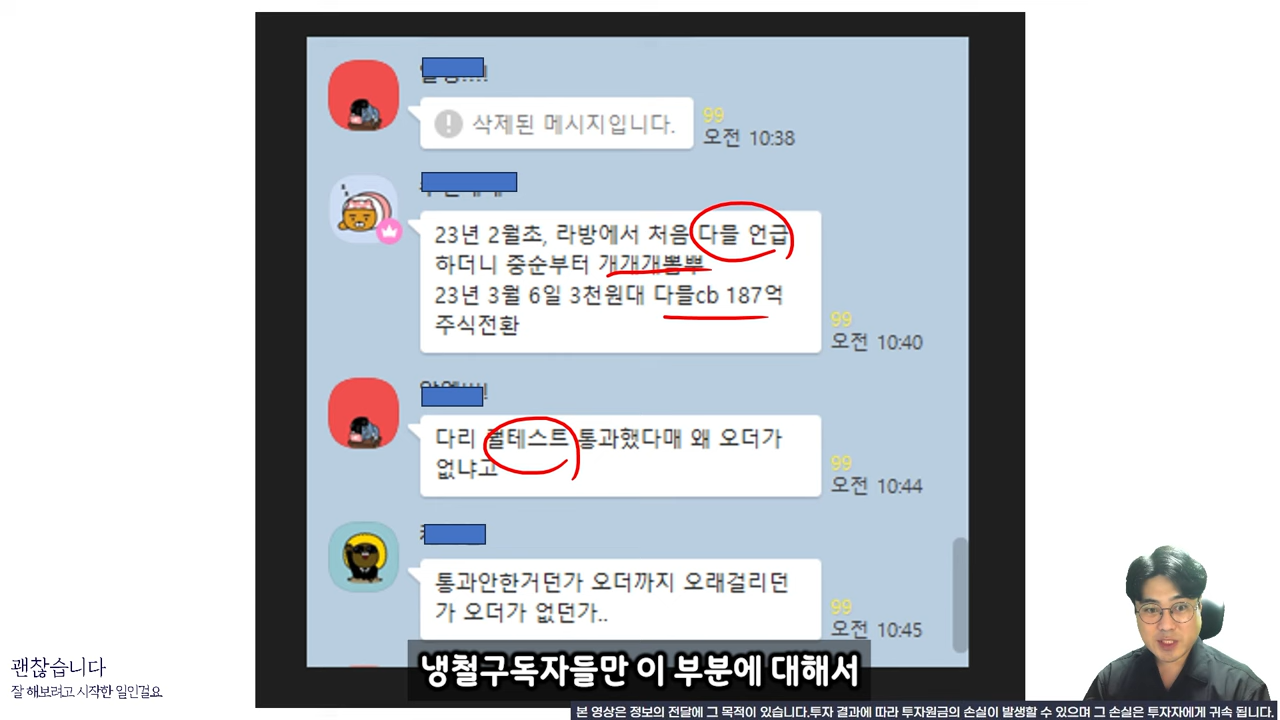 삭제된 메시지입니다.
99
오전 10:38
23년 2월초, 라방에서 처음 다믈 언급
하더니 중순부터 개개개뽐뿌
23년 3월 6일 3천원대 다믈cb 187억
주식전환
99
오전 10:40
다리 퀄테스트 통과했다매 왜 오더가
없냐고
99
오전 10:44
통과안한거던가 오더까지 오래걸리던
가 오더가 없던가..
99
오전 10:45
냉철구독자들만 이 부분에 대해서
괜찮습니다
잘 해보려고 시작한 일인걸요
본 영상은 정보의 전달에 그 목적이 있습니다.투자 결과에 따라 투자원금의 손실이 발생할 수 있으며 그 손실은 투자자에게 귀속 됩니다.